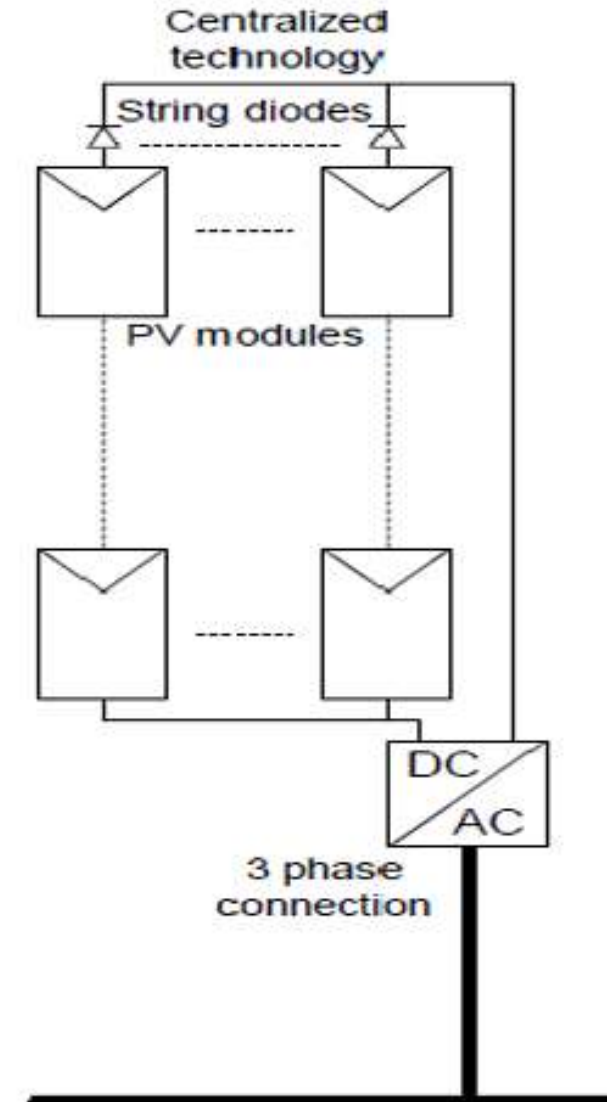 Centralized
technology
String diodes
PV modules
DC
AC
3 phase
connection